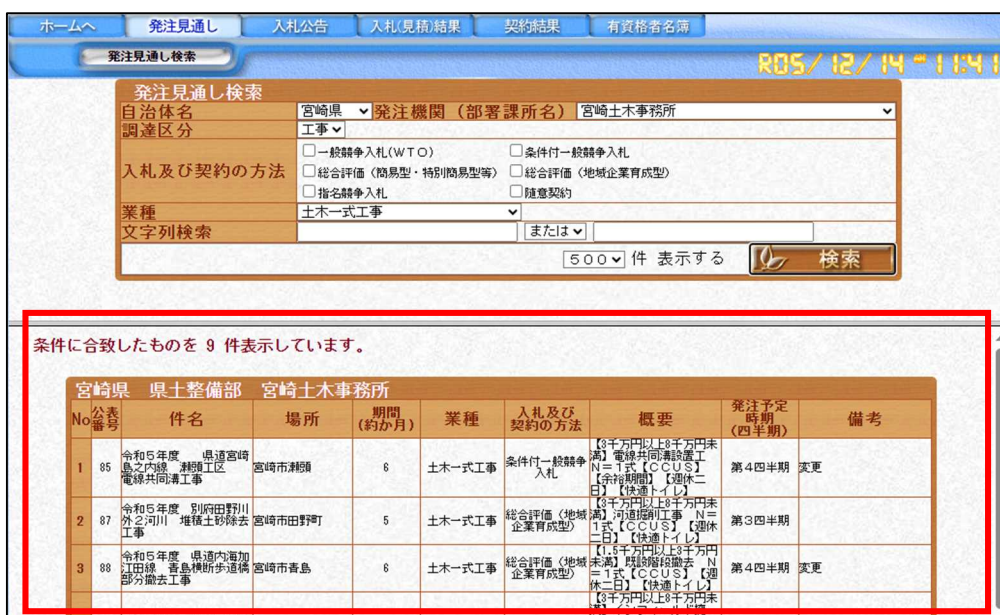 ホームへ 発注見通し 入札公告 入札(見積)結果 契約結果 有資格者名簿
発注見通し検索
R05/12/14 - 11:41
発注見通し検索
自治体名 宮崎県 発注機関（部署課所名） 宮崎土木事務所
調達区分 工事
入札及び契約の方法
一般競争入札(ＷＴＯ) 条件付一般競争入札
総合評価（簡易型・特別簡易型等） 総合評価（地域企業育成型）
指名競争入札 随意契約
業種 土木一式工事
文字列検索 または
５００ 件 表示する 検索
条件に合致したものを 9 件表示しています。
宮崎県 県土整備部 宮崎土木事務所
No 公表番号 件名 場所 期間(約か月) 業種 入札及び契約の方法 概要 発注予定時期(四半期) 備考
1 85 令和５年度 県道宮崎島之内線 瀬頭工区 電線共同溝工事 宮崎市瀬頭 6 土木一式工事 条件付一般競争入札 【3千万円以上8千万円未満】電線共同溝設置工 Ｎ＝１式【ＣＣＵＳ】【余裕期間】【週休二日】【快適トイレ】 第４四半期 変更
2 87 令和５年度 別府田野川外２河川 堆積土砂除去工事 宮崎市田野町 5 土木一式工事 総合評価（地域企業育成型） 【3千万円以上8千万円未満】河道掘削工事 Ｎ＝１式【ＣＣＵＳ】【週休二日】【快適トイレ】 第３四半期
3 88 令和５年度 県道内海加江田線 青島横断歩道橋部分撤去工事 宮崎市青島 6 土木一式工事 総合評価（地域企業育成型） 【1.5千万円以上3千万円未満】既設階段撤去 Ｎ＝１式【ＣＣＵＳ】【週休二日】【快適トイレ】 第４四半期 変更
【3千万円以上8千万円未